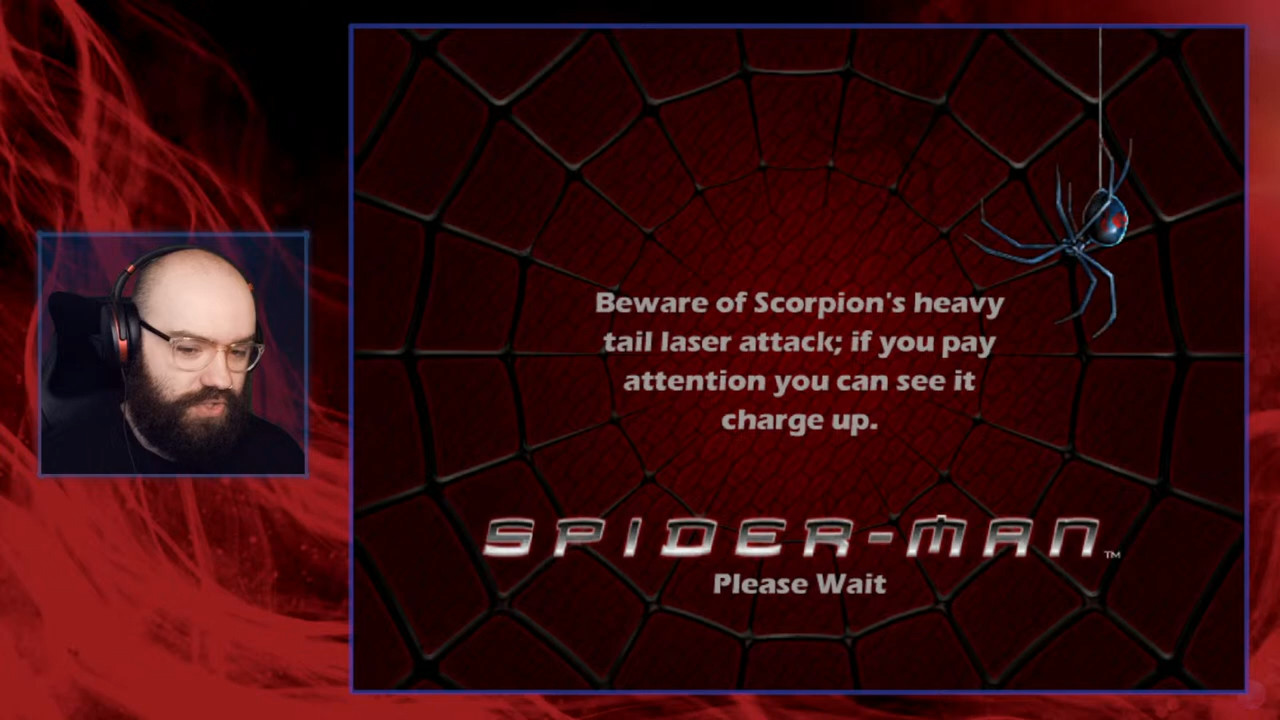 Beware of Scorpion's heavy
tail laser attack; if you pay
attention you can see it
charge up.
SPIDER-MAN™
Please Wait